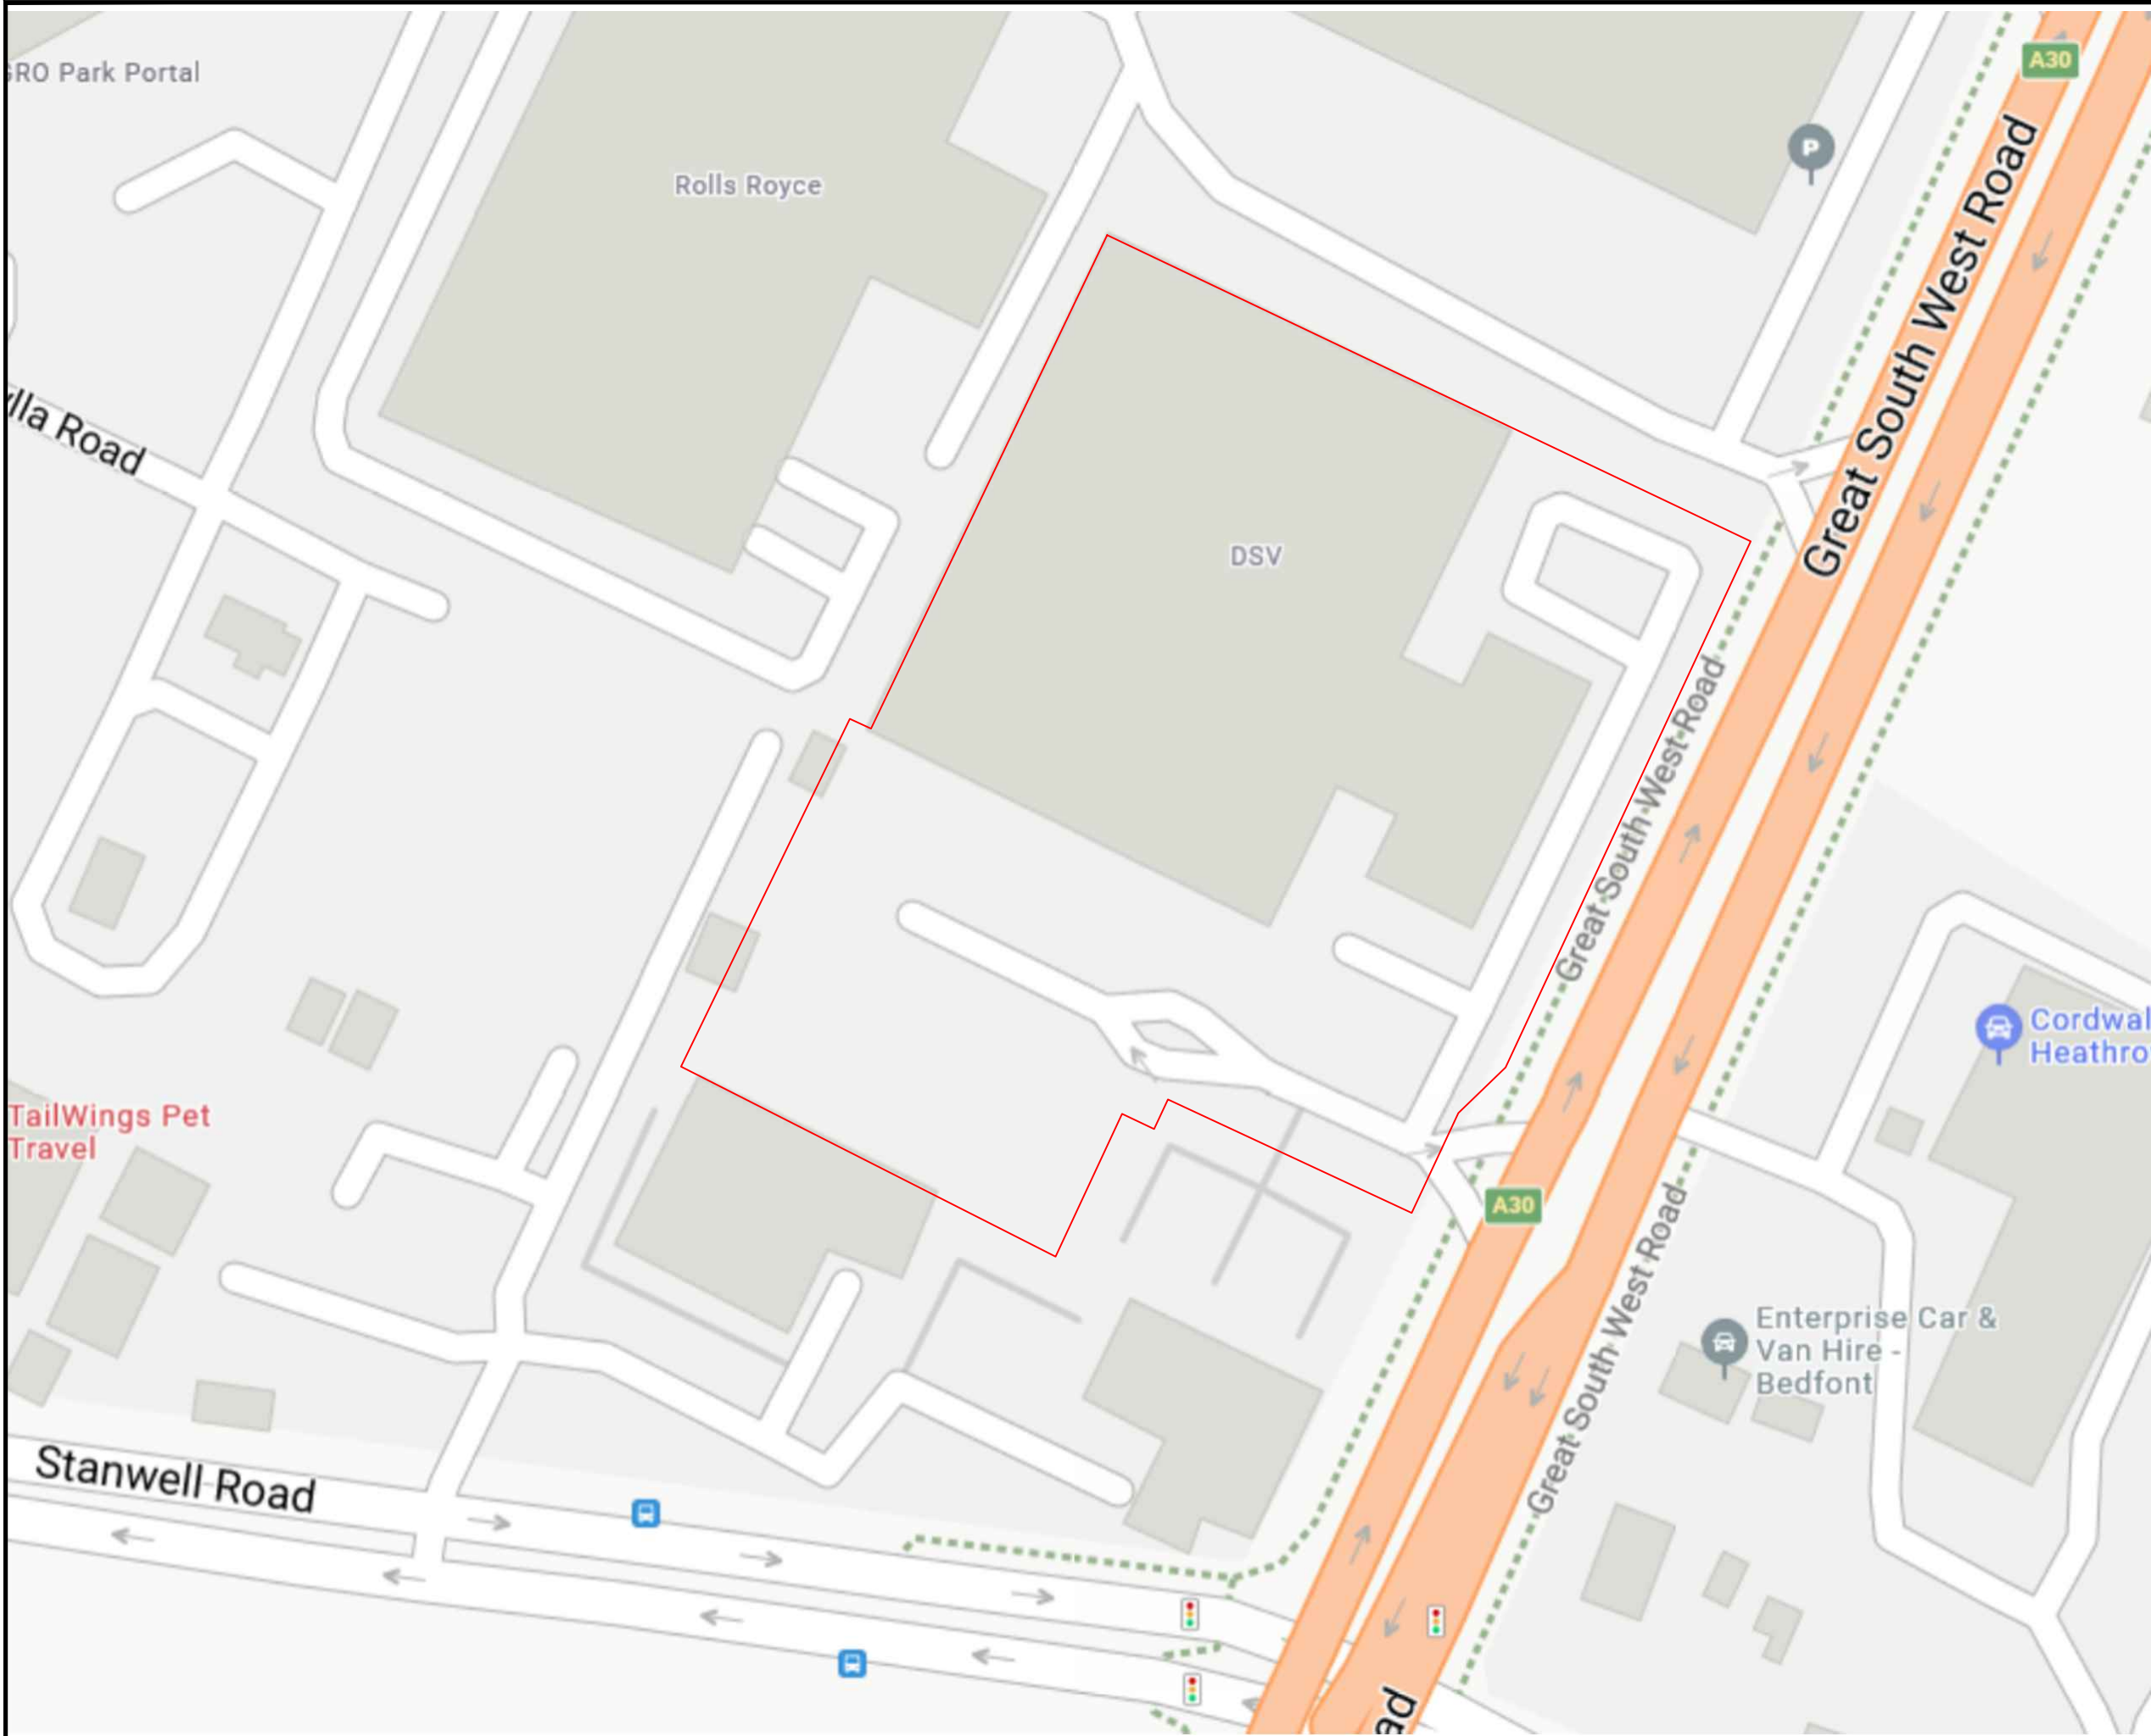 GRO Park Portal
A30
P
Rolls Royce
Great South West Road
lla Road
DSV
Great South West Road
Cordwal
Heathro
TailWings Pet
Travel
A30
Great South West Road
Enterprise Car &
Van Hire -
Bedfont
Stanwell Road
ad